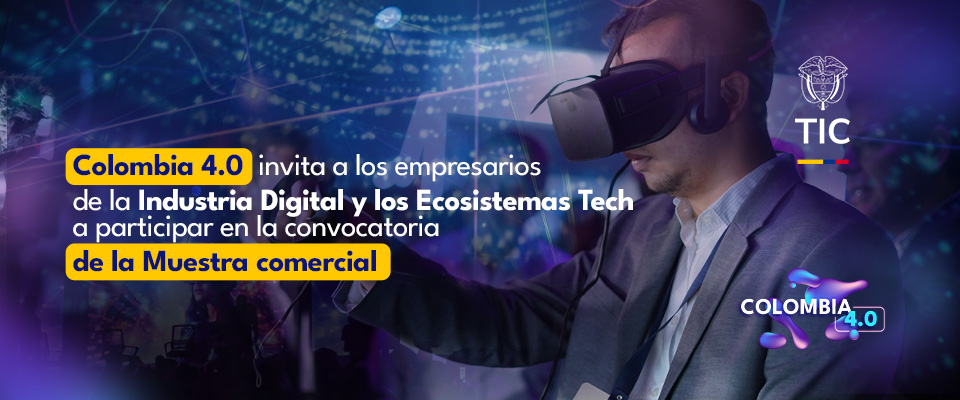 Colombia 4.0 invita a los empresarios
de la Industria Digital y los Ecosistemas Tech
a participar en la convocatoria
de la Muestra comercial
TIC
COLOMBIA
4.0